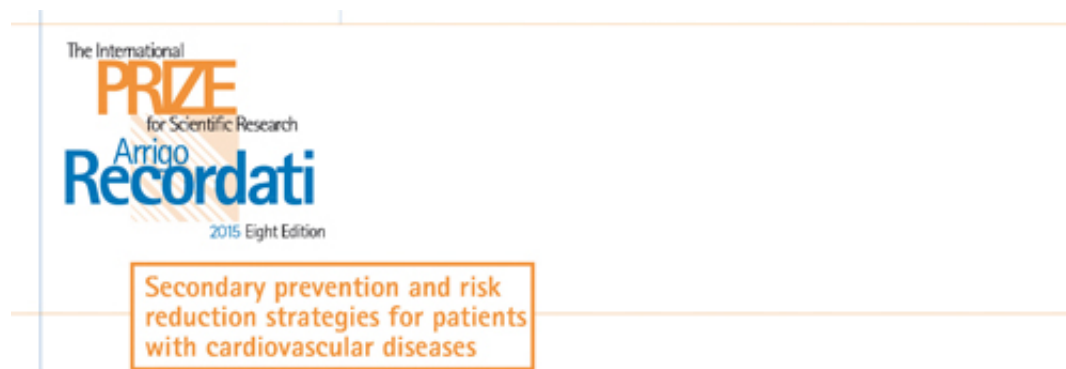 The International
PRIZE
for Scientific Research
Arrigo
Recordati
2015 Eight Edition
Secondary prevention and risk
reduction strategies for patients
with cardiovascular diseases